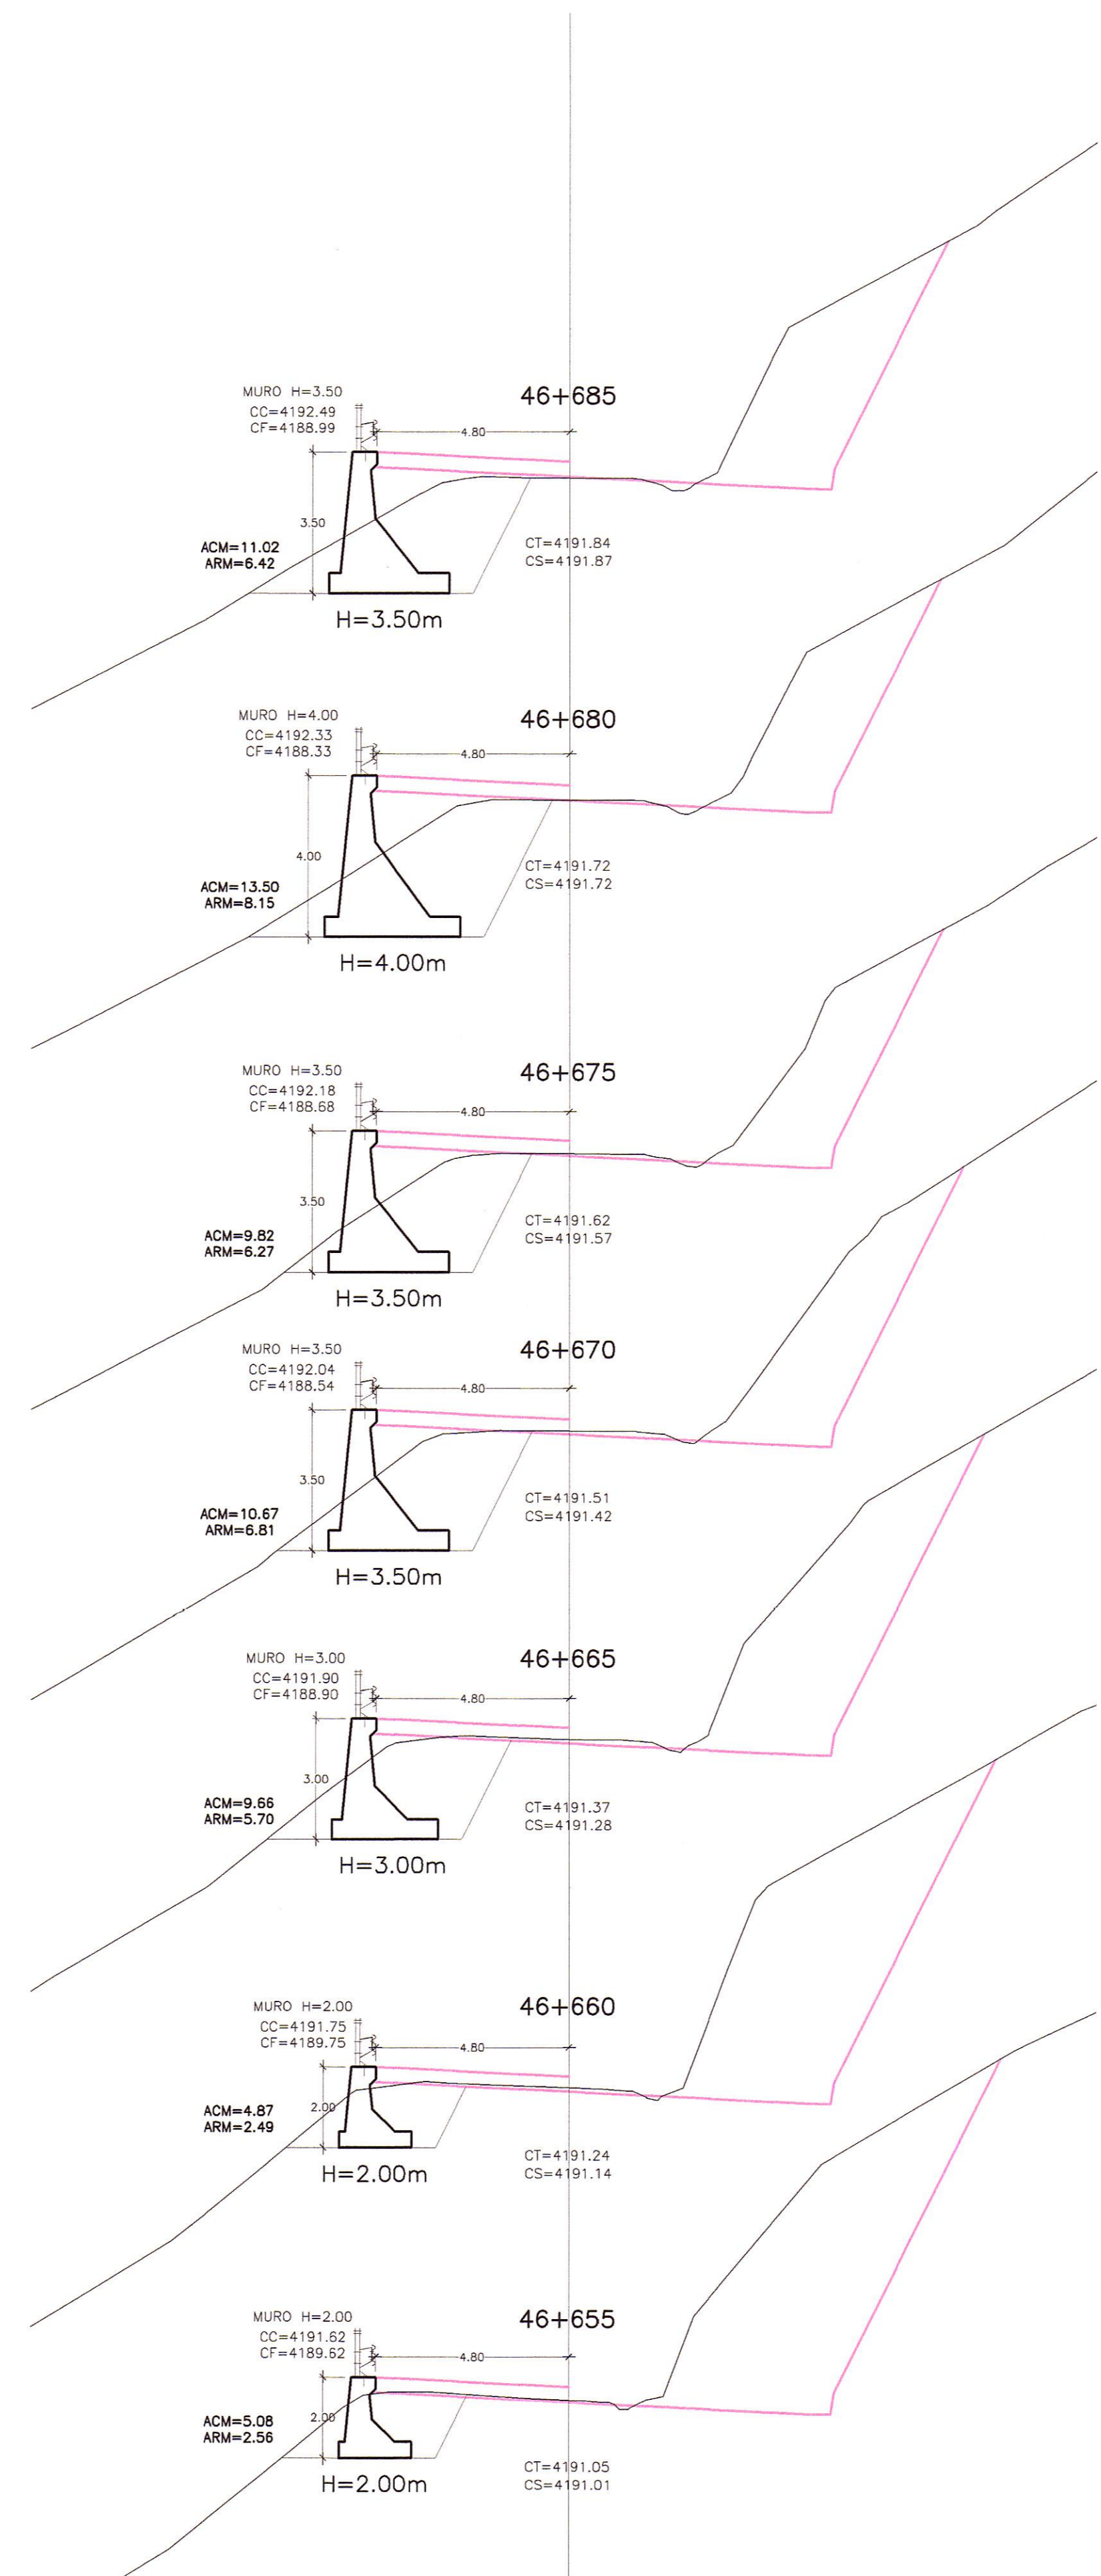 MURO H=3.50
CC=4192.49
CF=4188.99
46+685
4.80
3.50
ACM=11.02
ARM=6.42
CT=4191.84
CS=4191.87
H=3.50m
MURO H=4.00
CC=4192.33
CF=4188.33
46+680
4.80
4.00
ACM=13.50
ARM=8.15
CT=4191.72
CS=4191.72
H=4.00m
MURO H=3.50
CC=4192.18
CF=4188.68
46+675
4.80
3.50
ACM=9.82
ARM=6.27
CT=4191.62
CS=4191.57
H=3.50m
MURO H=3.50
CC=4192.04
CF=4188.54
46+670
4.80
3.50
ACM=10.67
ARM=6.81
CT=4191.51
CS=4191.42
H=3.50m
MURO H=3.00
CC=4191.90
CF=4188.90
46+665
4.80
3.00
ACM=9.66
ARM=5.70
CT=4191.37
CS=4191.28
H=3.00m
MURO H=2.00
CC=4191.75
CF=4189.75
46+660
4.80
2.00
ACM=4.87
ARM=2.49
CT=4191.24
CS=4191.14
H=2.00m
MURO H=2.00
CC=4191.62
CF=4189.62
46+655
4.80
2.00
ACM=5.08
ARM=2.56
CT=4191.05
CS=4191.01
H=2.00m